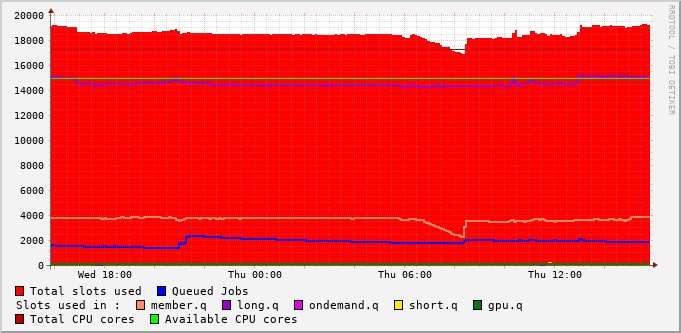 20000
18000
16000
14000
12000
10000
8000
6000
4000
2000
0
Wed 18:00 Thu 00:00 Thu 06:00 Thu 12:00
RRDTOOL / TOBI OETIKER
Total slots used Queued Jobs
Slots used in : member.q long.q ondemand.q short.q gpu.q
Total CPU cores Available CPU cores